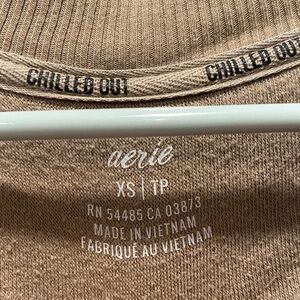 CHILLED OUT
CHILLED OUT
aerie
XS | TP
RN 54485 CA 03873
MADE IN VIETNAM
FABRIQUÉ AU VIETNAM